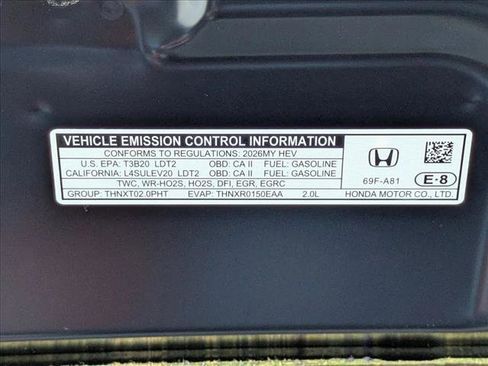 VEHICLE EMISSION CONTROL INFORMATION
CONFORMS TO REGULATIONS: 2026MY HEV
U.S. EPA: T3B20 LDT2 OBD: CA II FUEL: GASOLINE
CALIFORNIA: L4SULEV20 LDT2 OBD: CA II FUEL: GASOLINE
TWC, WR-HO2S, HO2S, DFI, EGR, EGRC
GROUP: THNXT02.0PHT EVAP: THNXR0150EAA 2.0L
69F-A81
E-8
HONDA MOTOR CO., LTD.